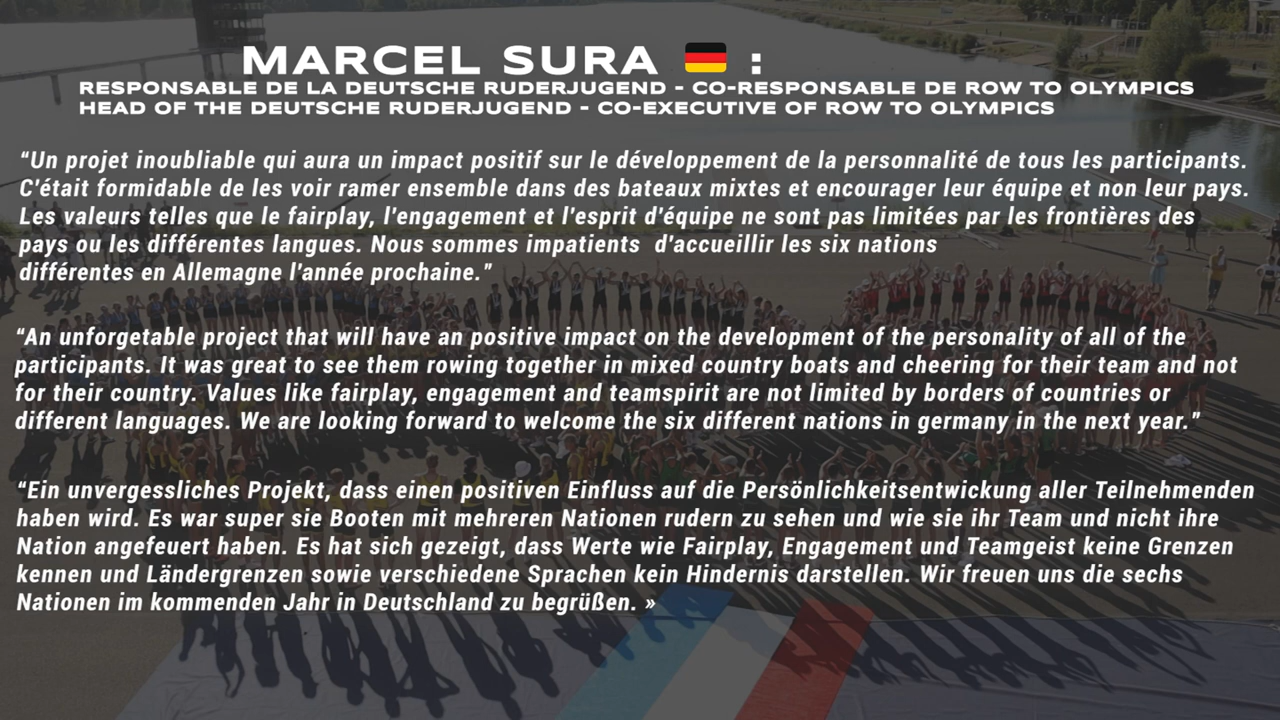 MARCEL SURA 🇩🇪 :
RESPONSABLE DE LA DEUTSCHE RUDERJUGEND - CO-RESPONSABLE DE ROW TO OLYMPICS
HEAD OF THE DEUTSCHE RUDERJUGEND - CO-EXECUTIVE OF ROW TO OLYMPICS
“Un projet inoubliable qui aura un impact positif sur le développement de la personnalité de tous les participants.
C'était formidable de les voir ramer ensemble dans des bateaux mixtes et encourager leur équipe et non leur pays.
Les valeurs telles que le fairplay, l'engagement et l'esprit d'équipe ne sont pas limitées par les frontières des
pays ou les différentes langues. Nous sommes impatients  d'accueillir les six nations
différentes en Allemagne l'année prochaine.”
“An unforgetable project that will have an positive impact on the development of the personality of all of the
participants. It was great to see them rowing together in mixed country boats and cheering for their team and not
for their country. Values like fairplay, engagement and teamspirit are not limited by borders of countries or
different languages. We are looking forward to welcome the six different nations in germany in the next year.”
“Ein unvergessliches Projekt, dass einen positiven Einfluss auf die Persönlichkeitsentwickung aller Teilnehmenden
haben wird. Es war super sie Booten mit mehreren Nationen rudern zu sehen und wie sie ihr Team und nicht ihre
Nation angefeuert haben. Es hat sich gezeigt, dass Werte wie Fairplay, Engagement und Teamgeist keine Grenzen
kennen und Ländergrenzen sowie verschiedene Sprachen kein Hindernis darstellen. Wir freuen uns die sechs
Nationen im kommenden Jahr in Deutschland zu begrüßen. »